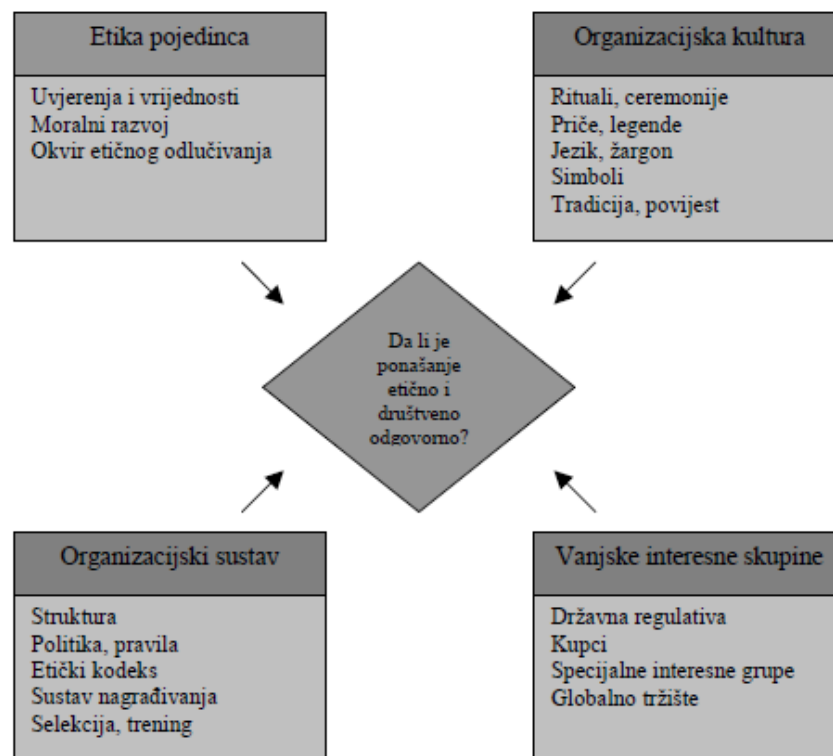 Etika pojedinca
Uvjerenja i vrijednosti
Moralni razvoj
Okvir etičnog odlučivanja
Organizacijska kultura
Rituali, ceremonije
Priče, legende
Jezik, žargon
Simboli
Tradicija, povijest
Da li je
ponašanje
etično i
društveno
odgovorno?
Organizacijski sustav
Struktura
Politika, pravila
Etički kodeks
Sustav nagrađivanja
Selekcija, trening
Vanjske interesne skupine
Državna regulativa
Kupci
Specijalne interesne grupe
Globalno tržište